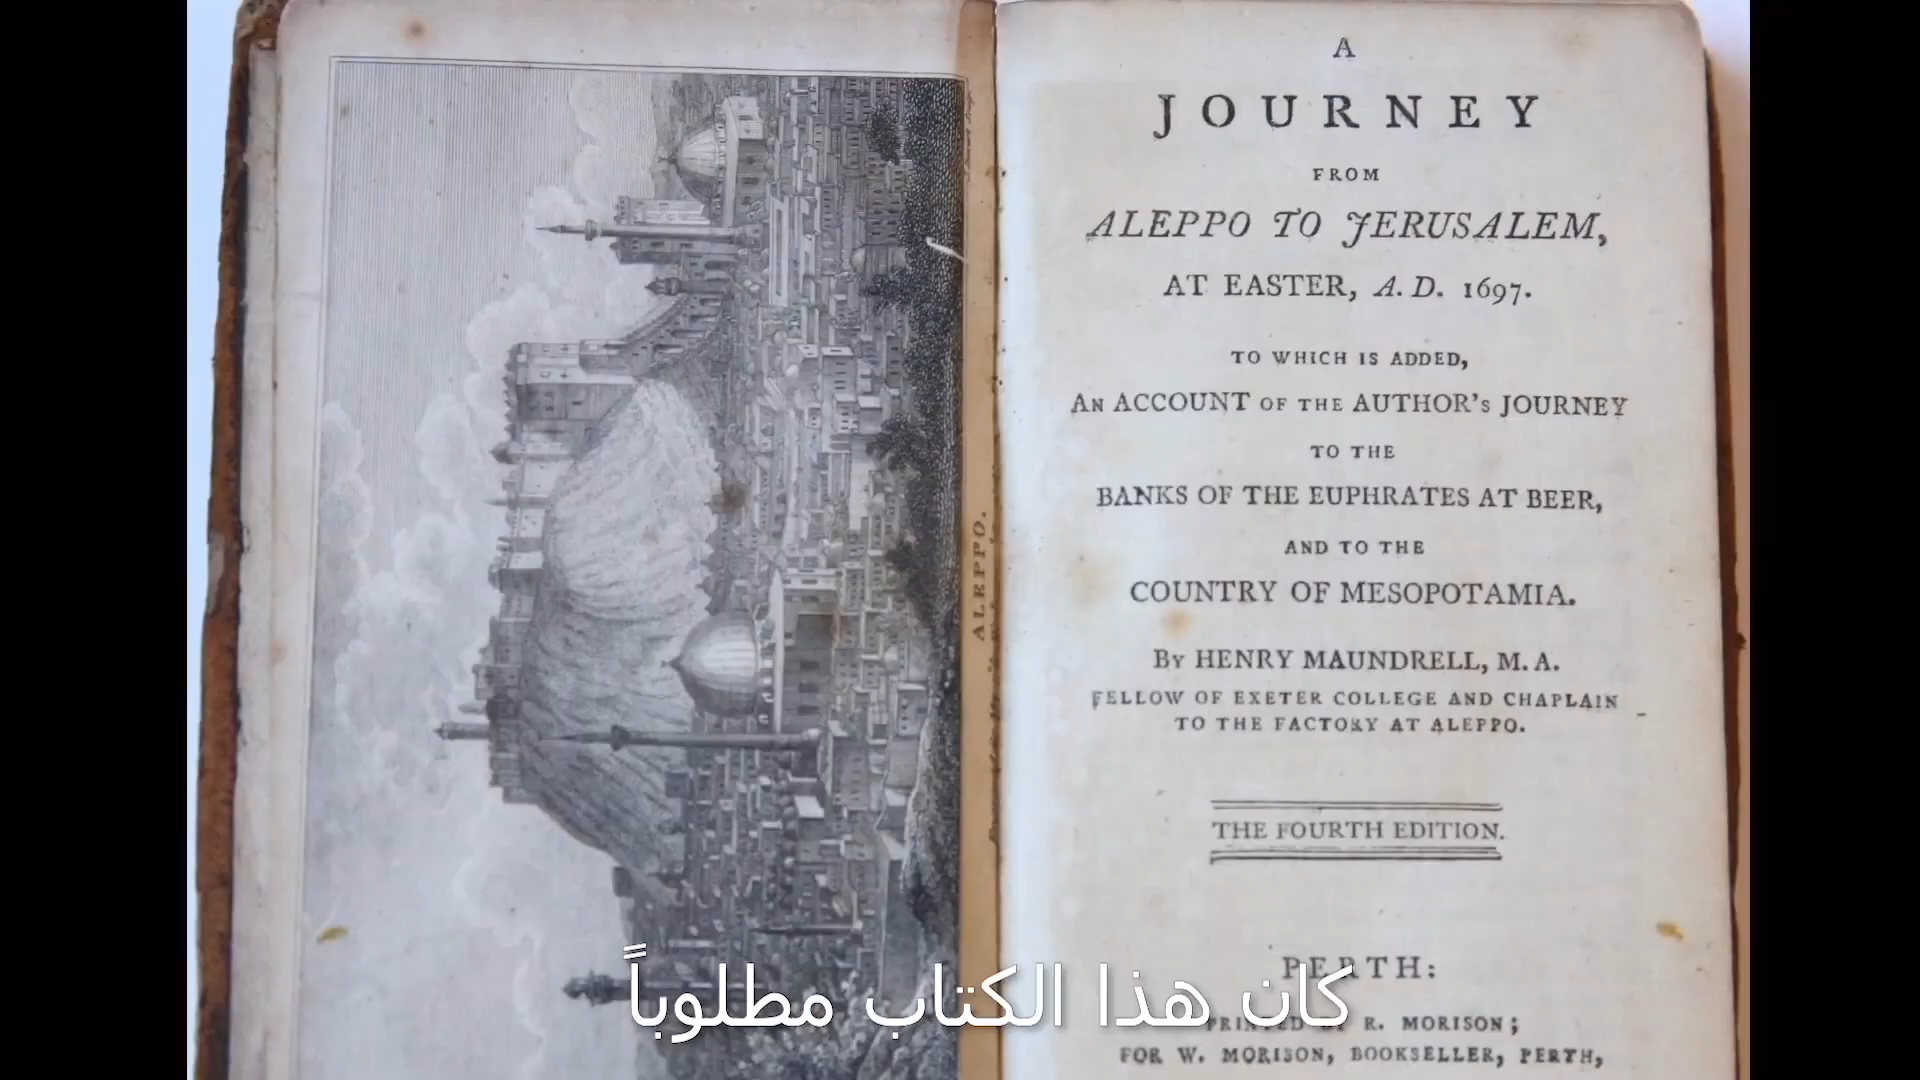 ALEPPO.
A
JOURNEY
FROM
ALEPPO TO JERUSALEM,
AT EASTER, A. D. 1697.
TO WHICH IS ADDED,
AN ACCOUNT OF THE AUTHOR'S JOURNEY
TO THE
BANKS OF THE EUPHRATES AT BEER,
AND TO THE
COUNTRY OF MESOPOTAMIA.
BY HENRY MAUNDRELL, M. A.
FELLOW OF EXETER COLLEGE AND CHAPLAIN
TO THE FACTORY AT ALEPPO.
THE FOURTH EDITION.
PERTH:
PRINTED BY R. MORISON;
FOR W. MORISON, BOOKSELLER, PERTH,
كان هذا الكتاب مطلوباً